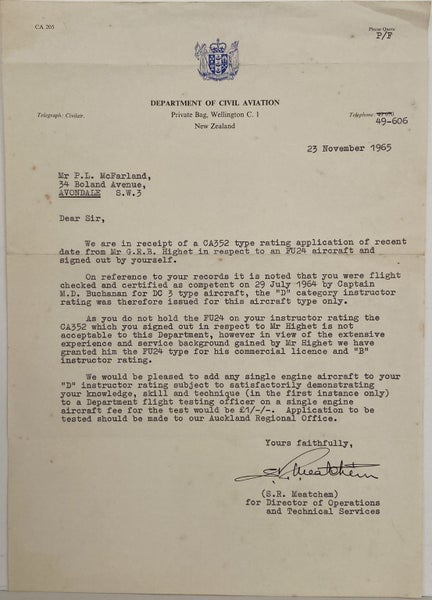 CA 205
Please Quote
P/F
DEPARTMENT OF CIVIL AVIATION
Private Bag, Wellington C. 1
New Zealand
Telegraph: Civilair.
Telephone
49-606
23 November 1965
Mr P.L. McFarland,
34 Boland Avenue,
AVONDALE S.W.3
Dear Sir,
We are in receipt of a CA352 type rating application of recent
date from Mr G.R.B. Highet in respect to an FU24 aircraft and
signed out by yourself.
On reference to your records it is noted that you were flight
checked and certified as competent on 29 July 1964 by Captain
M.D. Buchanan for DC 3 type aircraft, the "D" category instructor
rating was therefore issued for this aircraft type only.
As you do not hold the FU24 on your instructor rating the
CA352 which you signed out in respect to Mr Highet is not
acceptable to this Department, however in view of the extensive
experience and service background gained by Mr Highet we have
granted him the FU24 type for his commercial licence and "B"
instructor rating.
We would be pleased to add any single engine aircraft to your
"D" instructor rating subject to satisfactorily demonstrating
your knowledge, skill and technique (in the first instance only)
to a Department flight testing officer on a single engine
aircraft fee for the test would be £1/-/-. Application to be
tested should be made to our Auckland Regional Office.
Yours faithfully,
S.R. Meatchem
(S.R. Meatchem)
for Director of Operations
and Technical Services